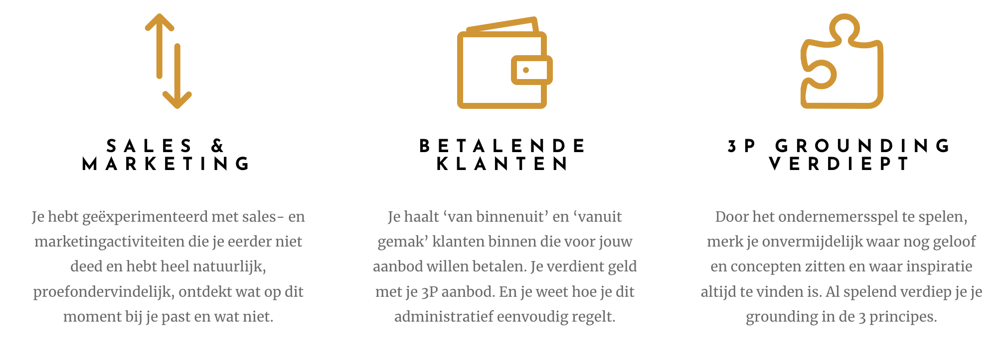 SALES &
MARKETING
Je hebt geëxperimenteerd met sales- en
marketingactiviteiten die je eerder niet
deed en hebt heel natuurlijk,
proefondervindelijk, ontdekt wat op dit
moment bij je past en wat niet.
BETALENDE
KLANTEN
Je haalt ‘van binnenuit’ en ‘vanuit
gemak’ klanten binnen die voor jouw
aanbod willen betalen. Je verdient geld
met je 3P aanbod. En je weet hoe je dit
administratief eenvoudig regelt.
3P GROUNDING
VERDIEPT
Door het ondernemersspel te spelen,
merk je onvermijdelijk waar nog geloof
en concepten zitten en waar inspiratie
altijd te vinden is. Al spelend verdiep je je
grounding in de 3 principes.